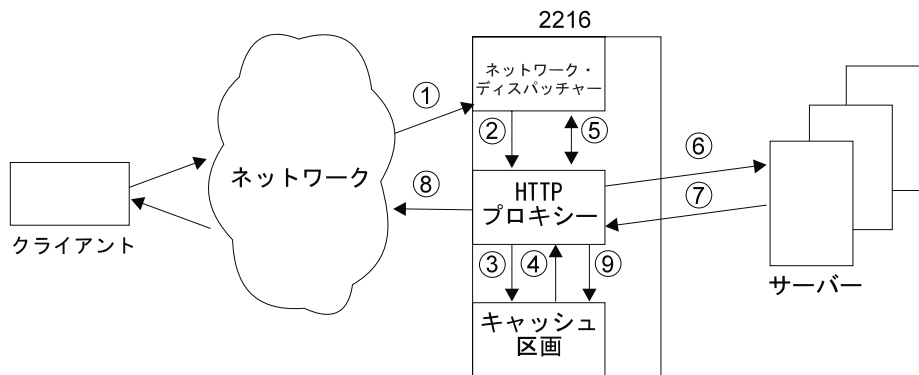 2216
ネットワーク・
ディスパッチャー
①
②
⑤
⑥
ネットワーク
HTTP
プロキシー
⑧
⑦
クライアント
③
④
⑨
サーバー
キャッシュ
区画